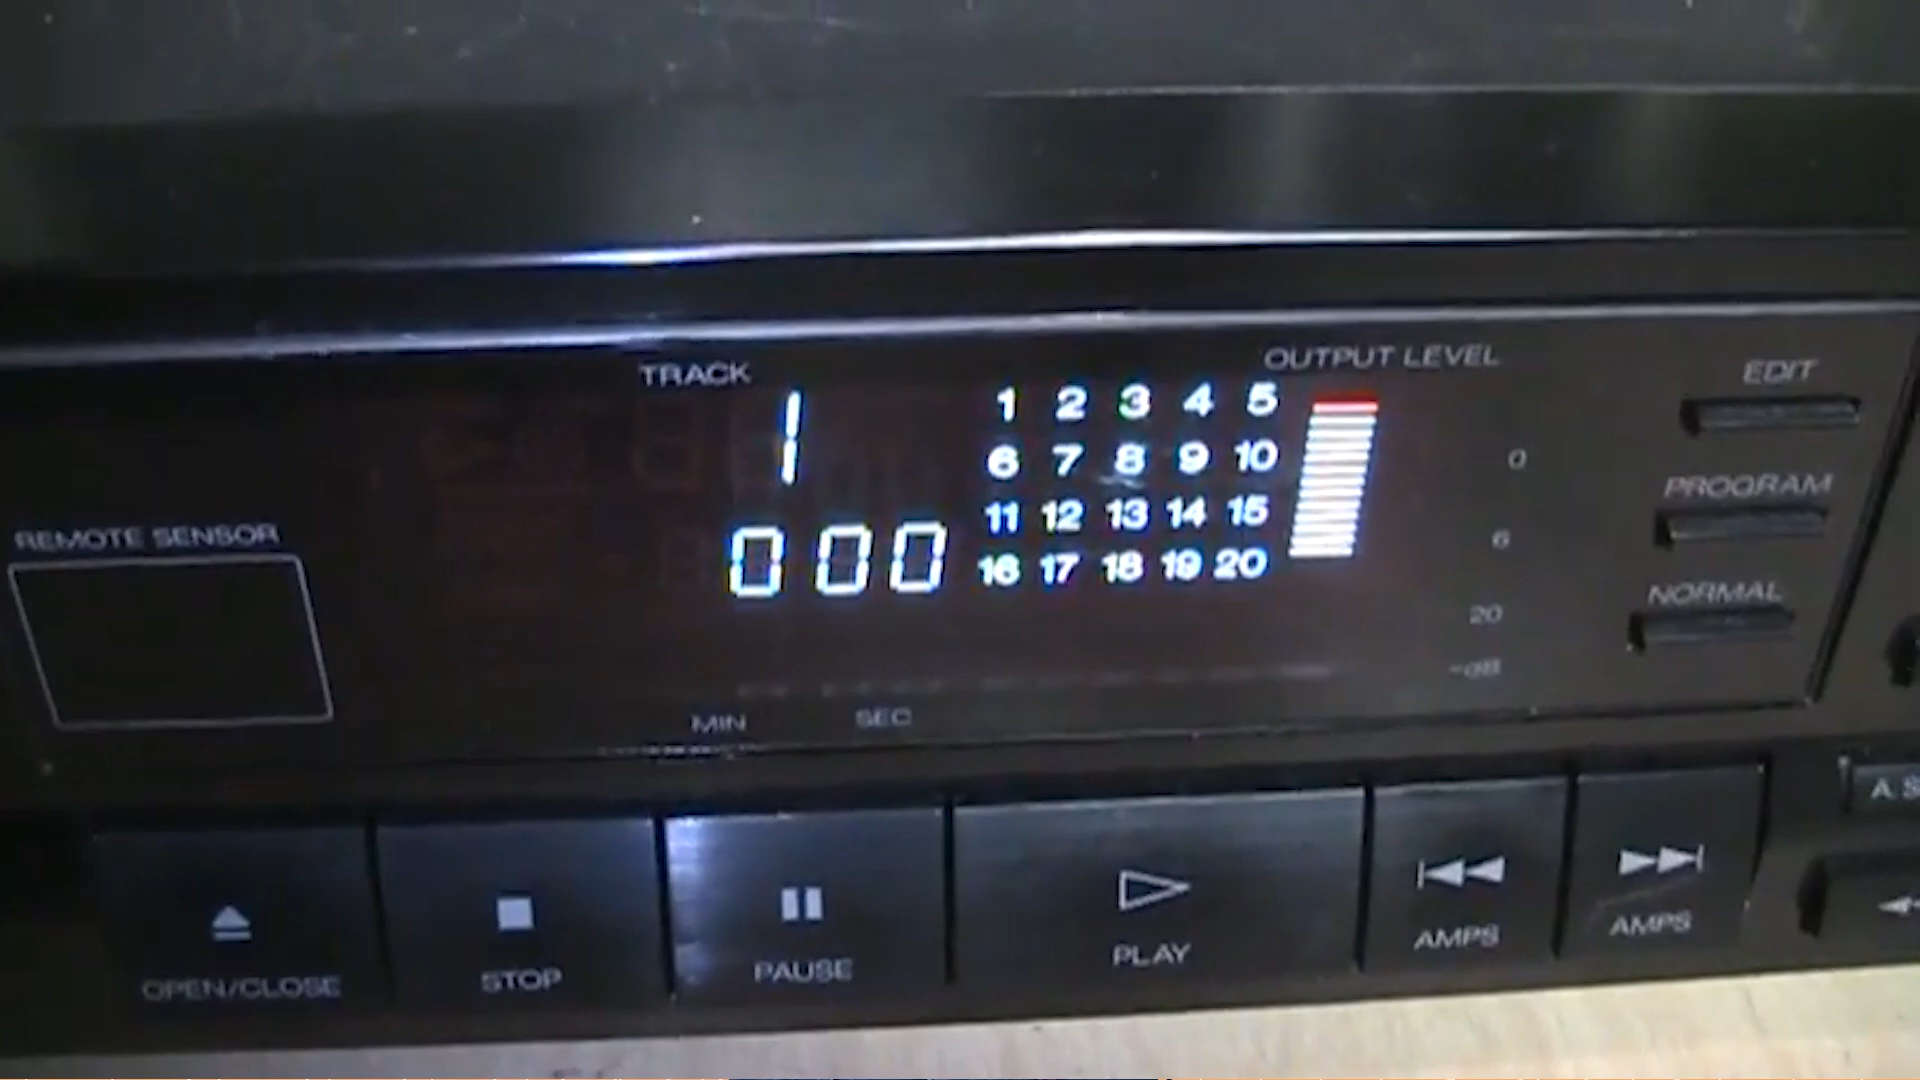 TRACK
OUTPUT LEVEL
EDIT
1
1 2 3 4 5
6 7 8 9 10
0
PROGRAM
11 12 13 14 15
REMOTE SENSOR
6
0 00
16 17 18 19 20
NORMAL
20
-dB
MIN
SEC
A.S
OPEN/CLOSE
STOP
PAUSE
PLAY
AMPS
AMPS